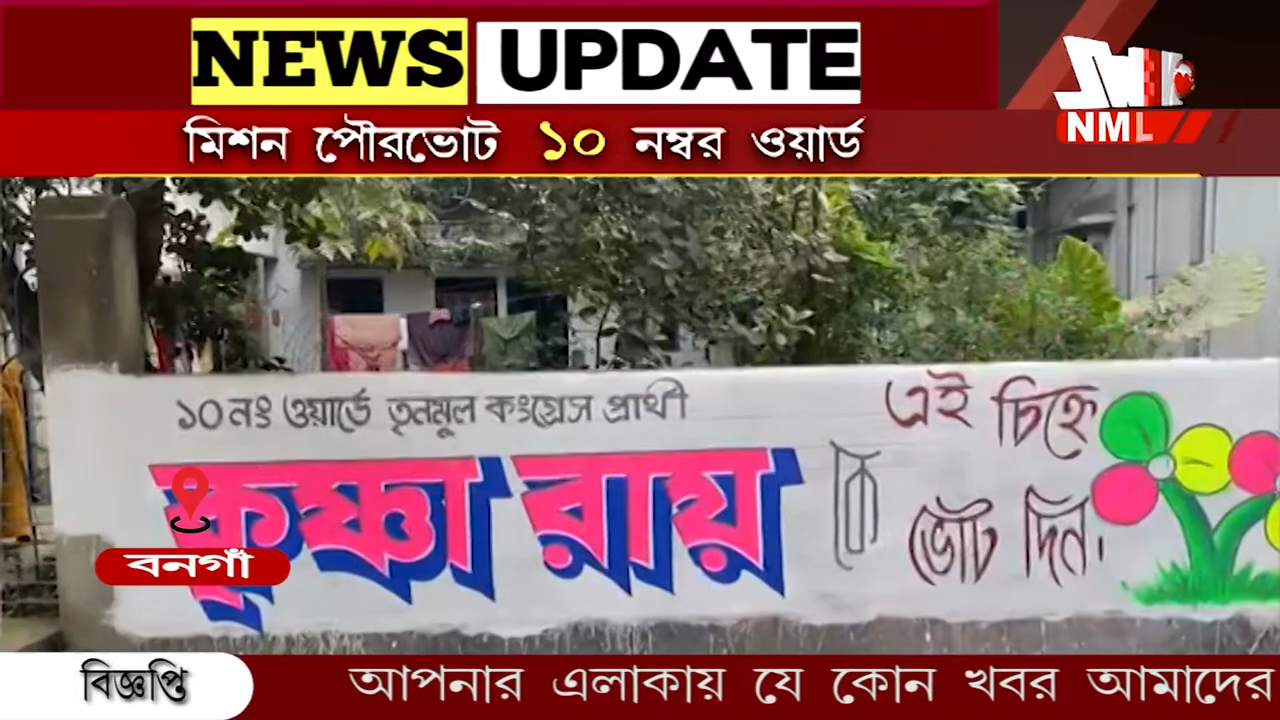 NEWS UPDATE
মিশন পৌরভোট ১০ নম্বর ওয়ার্ড
NML
১০নং ওয়ার্ডে তৃনমুল কংগ্রেস প্রার্থী
কৃষ্ণা রায় কে
এই চিহ্নে
ভোট দিন।
বনগাঁ
বিজ্ঞপ্তি
আপনার এলাকায় যে কোন খবর আমাদের